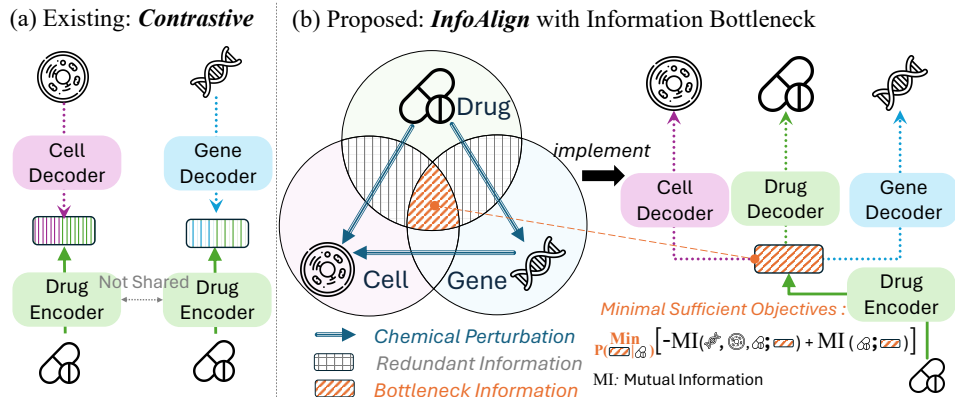 (a) Existing: Contrastive
Cell
Decoder
Gene
Decoder
Not Shared
Drug
Encoder
Drug
Encoder
(b) Proposed: InfoAlign with Information Bottleneck
Drug
Cell
Gene
implement
Chemical Perturbation
Redundant Information
Bottleneck Information
Cell
Decoder
Drug
Decoder
Gene
Decoder
Drug
Encoder
Minimal Sufficient Objectives :
Min
P( | )
[-MI( , , ; ) + MI ( ; )]
MI: Mutual Information